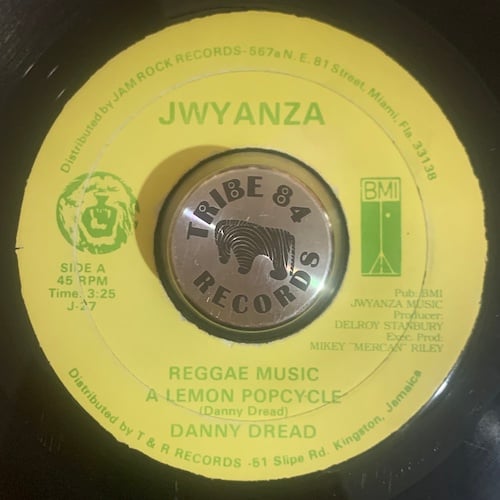 Distributed by JAM ROCK RECORDS-567a N. E. 81 Street, Miami, Fla. 33138
JWYANZA
TRIBE 84
RECORDS
BMI
SIDE A
45 RPM
Time: 3:25
J-27
Pub: BMI
JWYANZA MUSIC
Producer:
DELROY STANBURY
Exec. Prod:
MIKEY "MERCAN" RILEY
REGGAE MUSIC
A LEMON POPCYCLE
(Danny Dread)
DANNY DREAD
Distributed by T & R RECORDS -51 Slipe Rd. Kingston, Jamaica